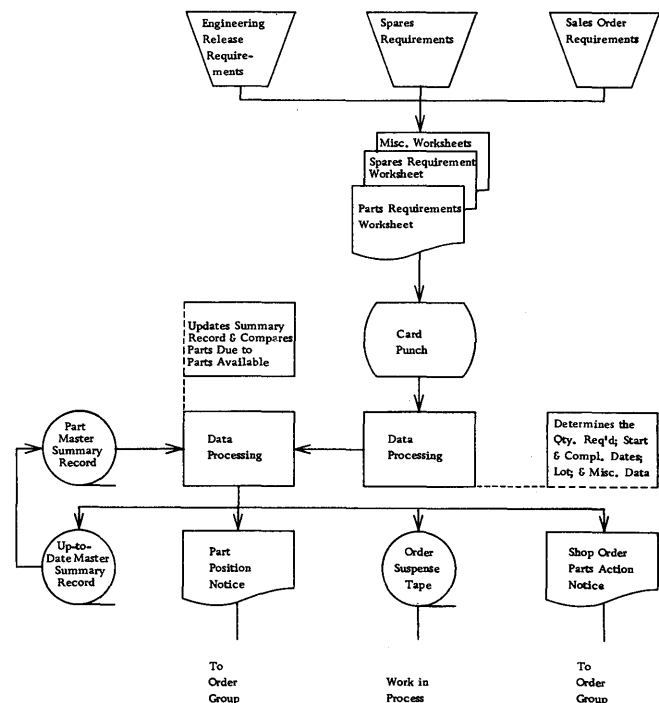 Engineering
Release
Require-
ments
Spares
Requirements
Sales Order
Requirements
Misc. Worksheets
Spares Requirement
Worksheet
Parts Requirements
Worksheet
Updates Summary
Record & Compares
Parts Due to
Parts Available
Card
Punch
Part
Master
Summary
Record
Data
Processing
Data
Processing
Determines the
Qty. Req'd; Start
& Compl. Dates;
Lot; & Misc. Data
Up-to-
Date Master
Summary
Record
Part
Position
Notice
Order
Suspense
Tape
Shop Order
Parts Action
Notice
To
Order
Group
Work in
Process
To
Order
Group